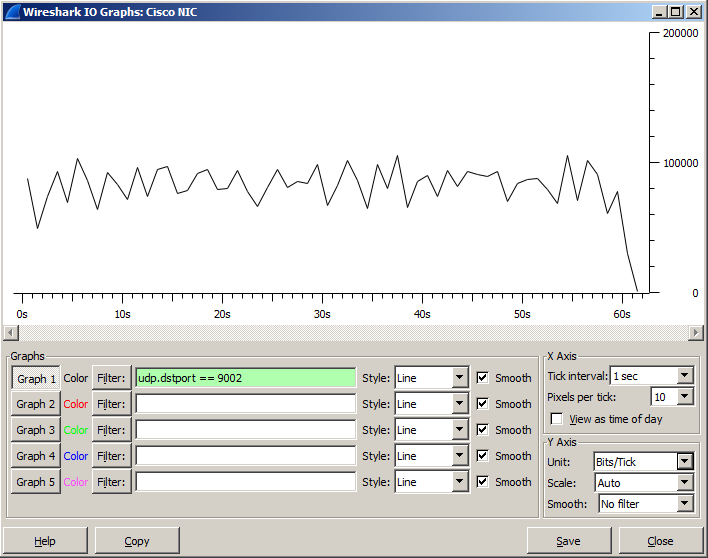 Wireshark IO Graphs: Cisco NIC
200000
100000
0
0s 10s 20s 30s 40s 50s 60s
Graphs
Graph 1 Color Filter: udp.dstport == 9002 Style: Line Smooth
Graph 2 Color Filter: Style: Line Smooth
Graph 3 Color Filter: Style: Line Smooth
Graph 4 Color Filter: Style: Line Smooth
Graph 5 Color Filter: Style: Line Smooth
X Axis
Tick interval: 1 sec
Pixels per tick: 10
View as time of day
Y Axis
Unit: Bits/Tick
Scale: Auto
Smooth: No filter
Help Copy Save Close